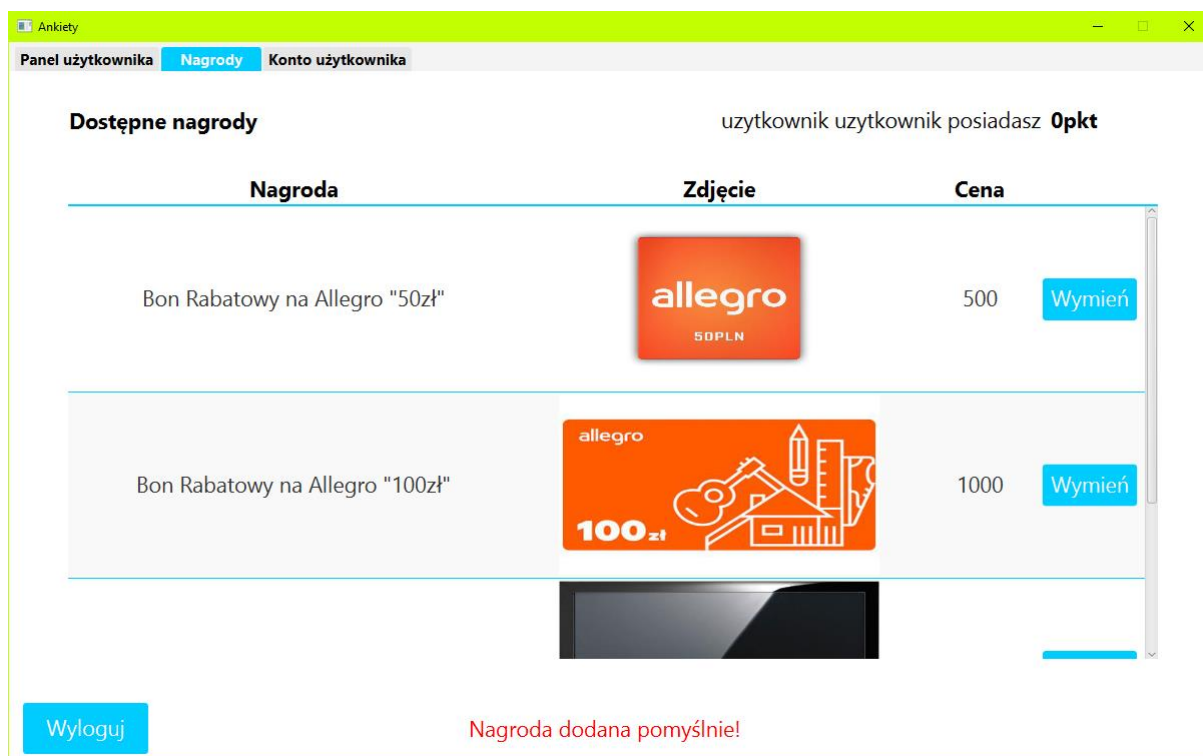 Ankiety
Panel użytkownika Nagrody Konto użytkownika
Dostępne nagrody uzytkownik uzytkownik posiadasz 0pkt
Nagroda Zdjęcie Cena
Bon Rabatowy na Allegro "50zł" allegro 500 Wymień
50PLN
allegro
Bon Rabatowy na Allegro "100zł" 1000 Wymień
100zł
Wyloguj Nagroda dodana pomyślnie!